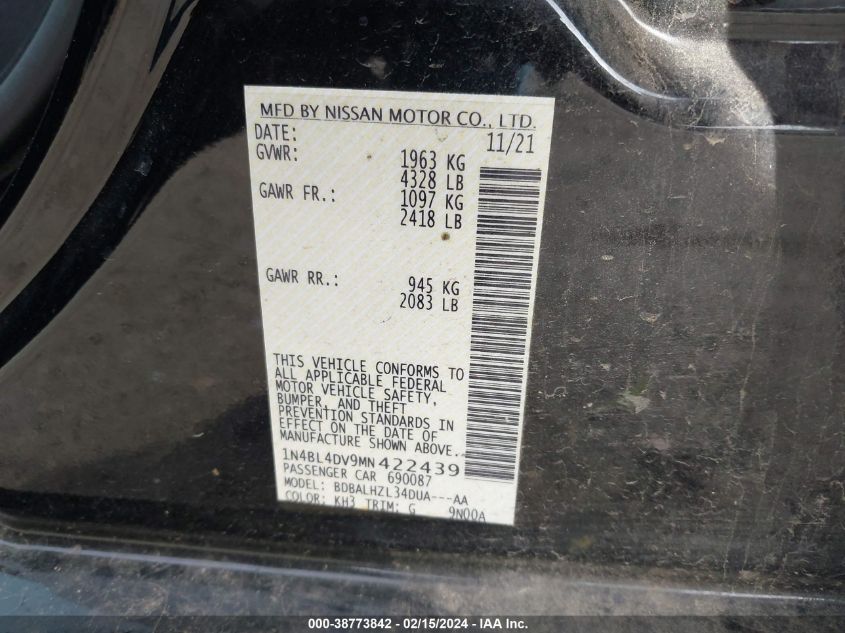 MFD BY NISSAN MOTOR CO., LTD.
DATE: 11/21
GVWR: 1963 KG
4328 LB
GAWR FR.: 1097 KG
2418 LB
GAWR RR.: 945 KG
2083 LB
THIS VEHICLE CONFORMS TO
ALL APPLICABLE FEDERAL
MOTOR VEHICLE SAFETY,
BUMPER, AND THEFT
PREVENTION STANDARDS IN
EFFECT ON THE DATE OF
MANUFACTURE SHOWN ABOVE.
1N4BL4DV9MN422439
PASSENGER CAR 690087
MODEL: BDBALHZL34DUA---AA
COLOR: KH3 TRIM: G 9N00A
000-38773842 - 02/15/2024 - IAA Inc.